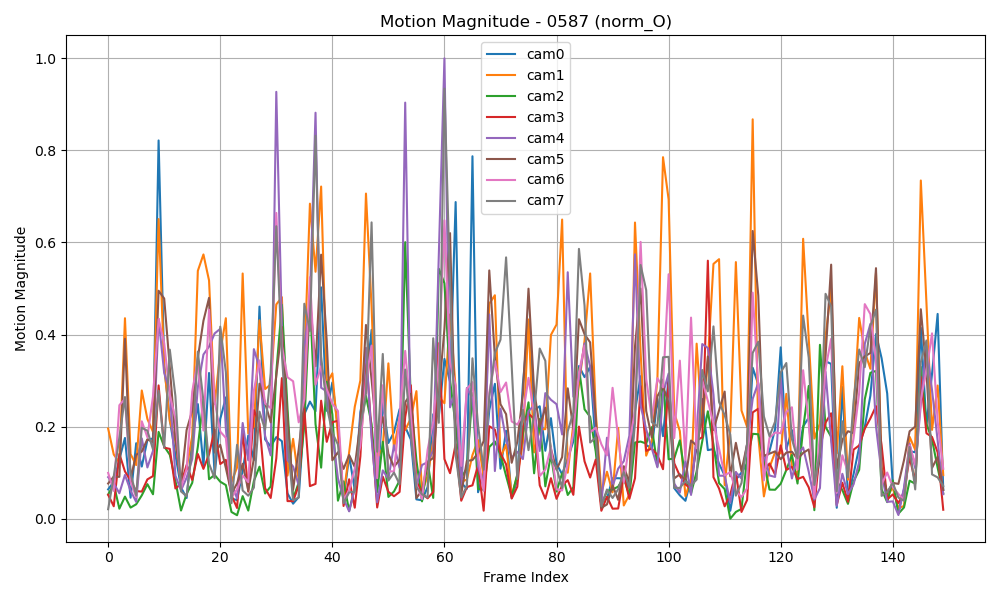 Motion Magnitude - 0587 (norm_O)
Motion Magnitude
1.0
0.8
0.6
0.4
0.2
0.0
cam0
cam1
cam2
cam3
cam4
cam5
cam6
cam7
0 20 40 60 80 100 120 140
Frame Index